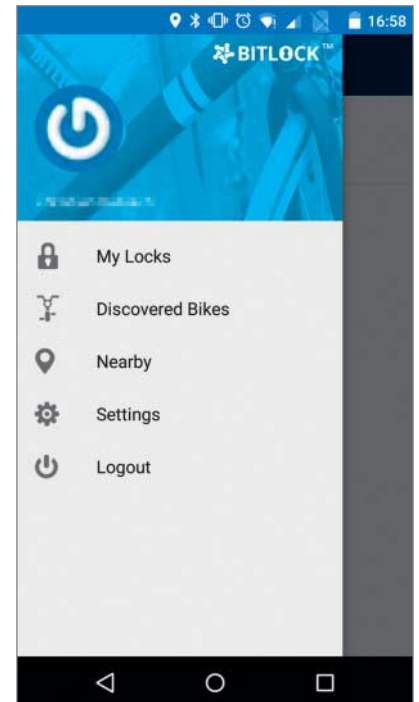 16:58
BITLOCK™
My Locks
Discovered Bikes
Nearby
Settings
Logout